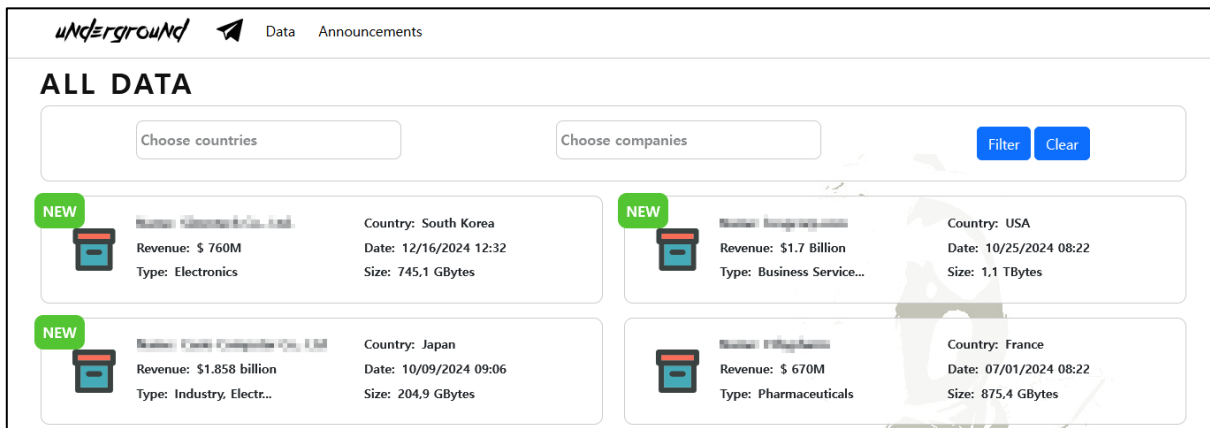 uNdergrouNd Data Announcements
ALL DATA
Choose countries Choose companies Filter Clear
NEW
Country: South Korea
Revenue: $ 760M Date: 12/16/2024 12:32
Type: Electronics Size: 745,1 GBytes
NEW
Country: USA
Revenue: $1.7 Billion Date: 10/25/2024 08:22
Type: Business Service... Size: 1,1 TBytes
NEW
Country: Japan
Revenue: $1.858 billion Date: 10/09/2024 09:06
Type: Industry, Electr... Size: 204,9 GBytes
Country: France
Revenue: $ 670M Date: 07/01/2024 08:22
Type: Pharmaceuticals Size: 875,4 GBytes